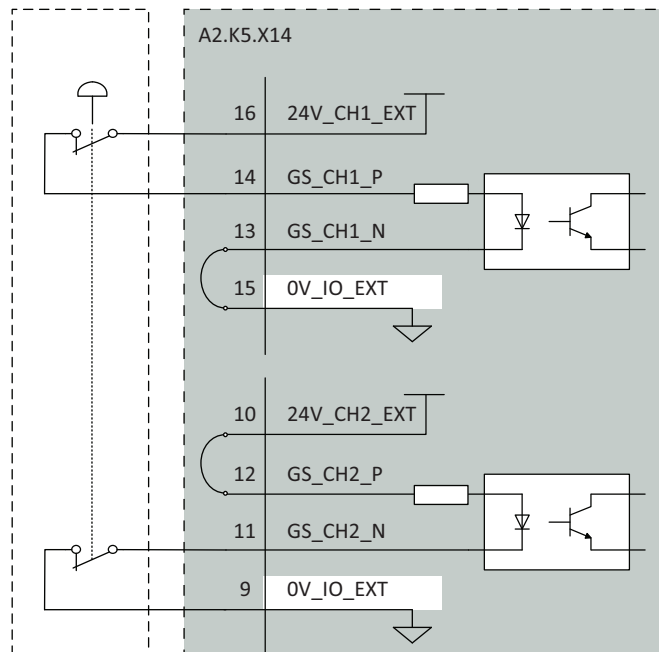 A2.K5.X14
16 24V_CH1_EXT
14 GS_CH1_P
13 GS_CH1_N
15 0V_IO_EXT
10 24V_CH2_EXT
12 GS_CH2_P
11 GS_CH2_N
9 0V_IO_EXT